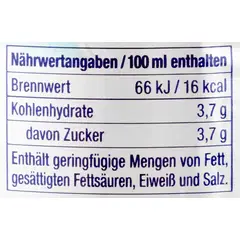 Nährwertangaben / 100 ml enthalten
Brennwert 66 kJ / 16 kcal
Kohlenhydrate 3,7 g
davon Zucker 3,7 g
Enthält geringfügige Mengen von Fett,
gesättigten Fettsäuren, Eiweiß und Salz.